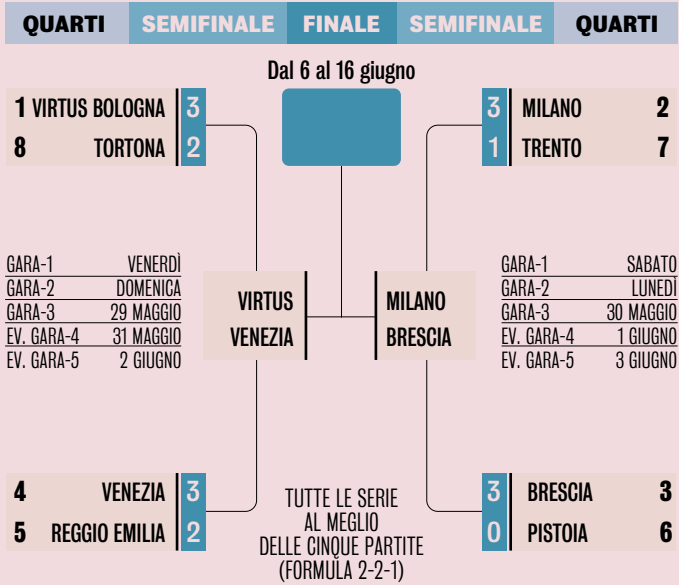 QUARTI SEMIFINALE FINALE SEMIFINALE QUARTI
Dal 6 al 16 giugno
1 VIRTUS BOLOGNA 3
8 TORTONA 2
3 MILANO 2
1 TRENTO 7
GARA-1 VENERDÌ
GARA-2 DOMENICA
GARA-3 29 MAGGIO
EV. GARA-4 31 MAGGIO
EV. GARA-5 2 GIUGNO
VIRTUS
VENEZIA
MILANO
BRESCIA
GARA-1 SABATO
GARA-2 LUNEDÌ
GARA-3 30 MAGGIO
EV. GARA-4 1 GIUGNO
EV. GARA-5 3 GIUGNO
4 VENEZIA 3
5 REGGIO EMILIA 2
TUTTE LE SERIE
AL MEGLIO
DELLE CINQUE PARTITE
(FORMULA 2-2-1)
3 BRESCIA 3
0 PISTOIA 6